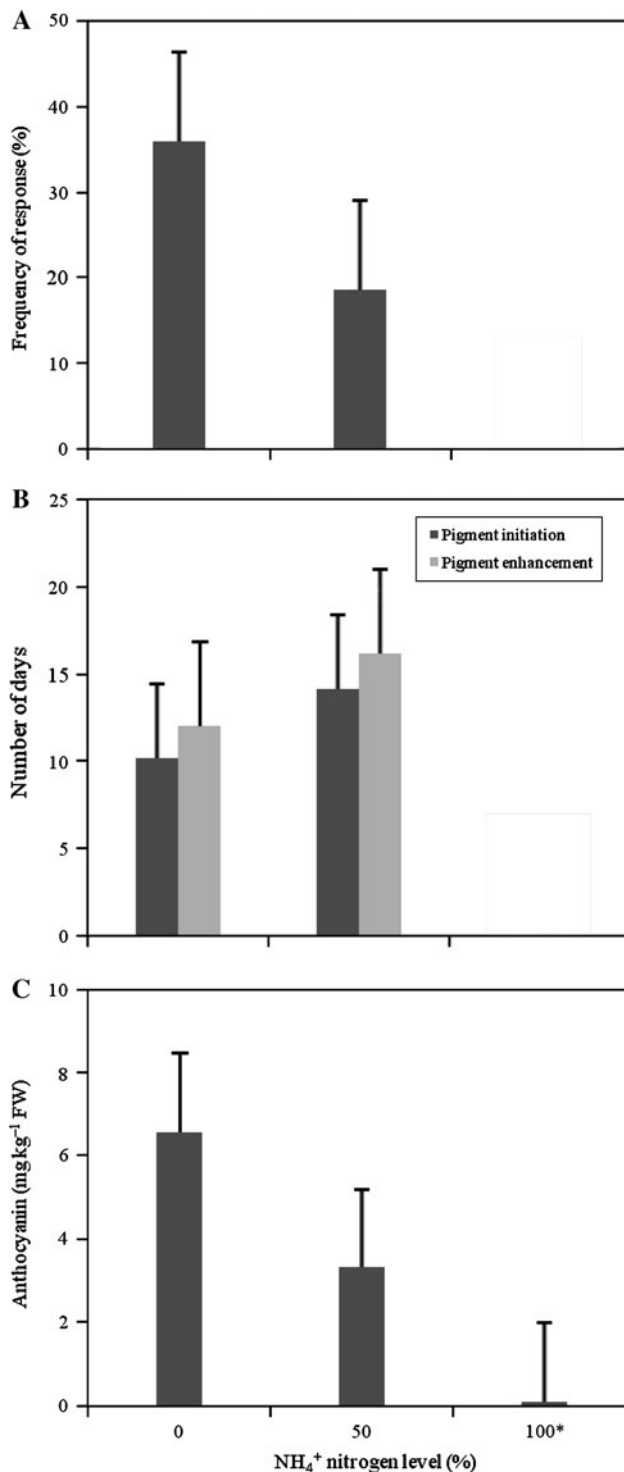 A
50
40
30
20
10
0
Frequency of response (%)
B
25
20
15
10
5
0
Number of days
Pigment initiation
Pigment enhancement
C
10
8
6
4
2
0
Anthocyanin (mg kg⁻¹ FW)
0 50 100*
NH₄⁺ nitrogen level (%)